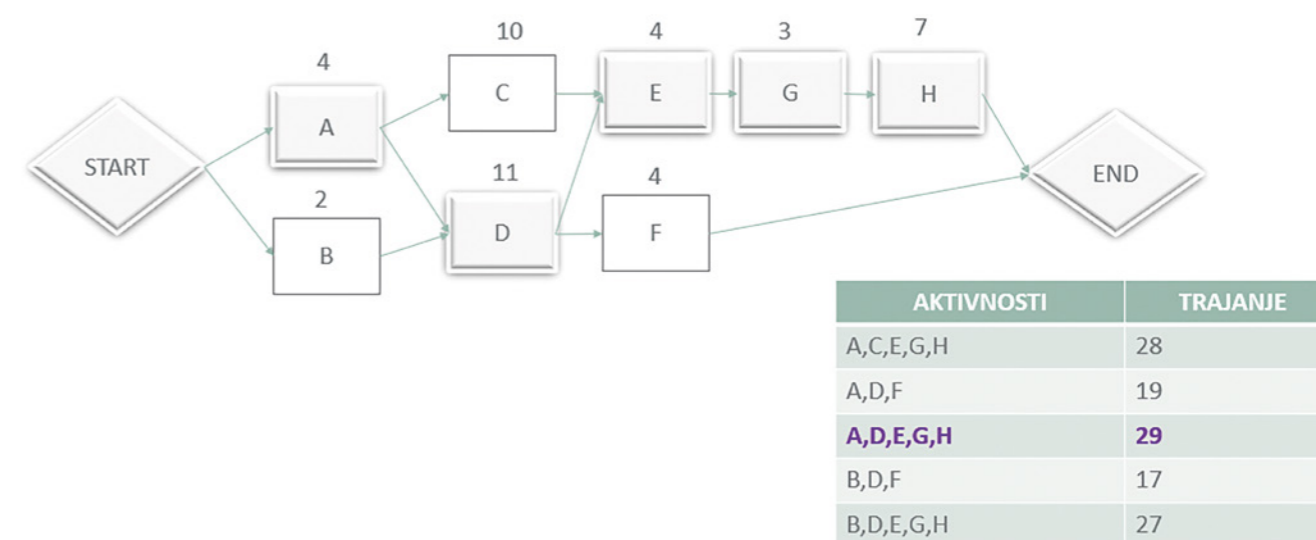 10 4 3 7
4
C E G H
A
START END
11 4
2
D F
B
AKTIVNOSTI TRAJANJE
A,C,E,G,H 28
A,D,F 19
A,D,E,G,H 29
B,D,F 17
B,D,E,G,H 27